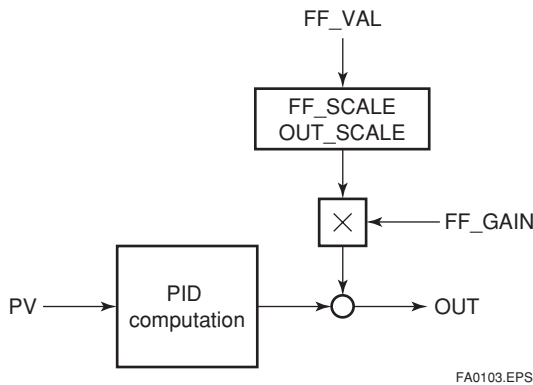 FF_VAL
FF_SCALE
OUT_SCALE
FF_GAIN
PV
PID
computation
OUT
FA0103.EPS